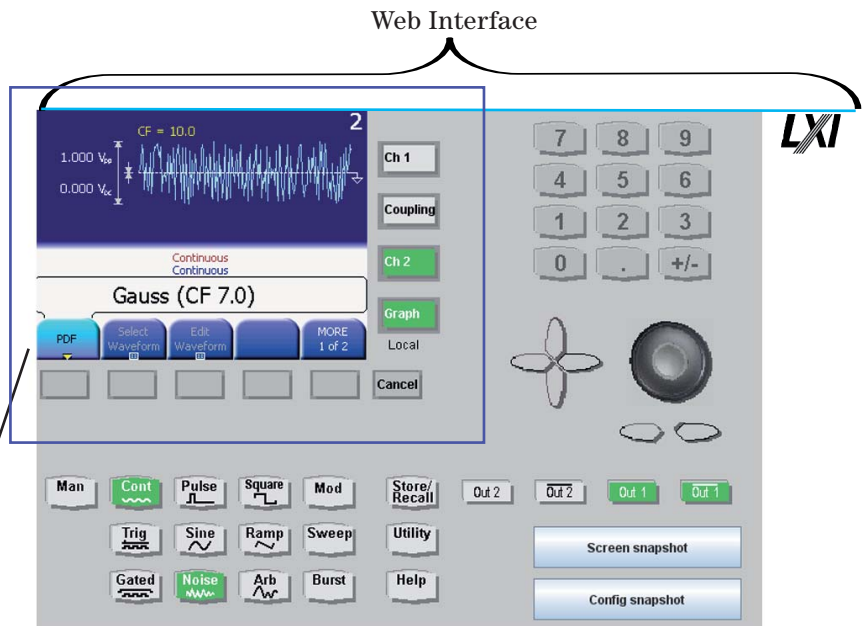 Web Interface
LXI
CF = 10.0
2
1.000 Vpp
0.000 Vdc
Continuous
Continuous
Gauss (CF 7.0)
PDF
Select Waveform
Edit Waveform
MORE 1 of 2
Ch 1
Coupling
Ch 2
Graph
Local
Cancel
7 8 9
4 5 6
1 2 3
0 . +/-
Man
Cont
Pulse
Square
Mod
Store/ Recall
Out 2
Out 2
Out 1
Out 1
Trig
Sine
Ramp
Sweep
Utility
Screen snapshot
Gated
Noise
Arb
Burst
Help
Config snapshot